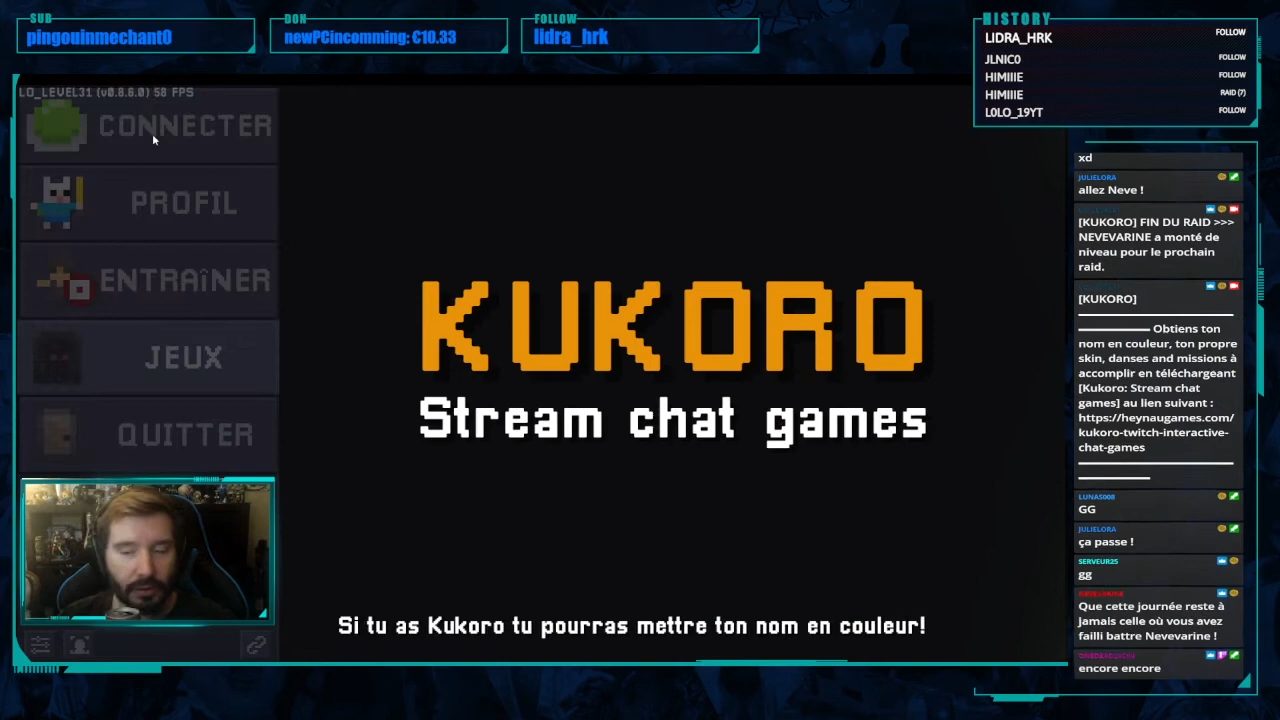 SUB
pingouinmechant0
DON
newPCincomming: €10.33
FOLLOW
lidra_hrk
HISTORY
LIDRA_HRK FOLLOW
JLNIC0 FOLLOW
HIMIIIE FOLLOW
HIMIIIE RAID (7)
L0LO_19YT FOLLOW
LO_LEVEL31 (v0.8.6.0) 58 FPS
CONNECTER
PROFIL
ENTRAÎNER
JEUX
QUITTER
KUKORO
Stream chat games
Si tu as Kukoro tu pourras mettre ton nom en couleur!
xd
JULIELORA
allez Neve !
[KUKORO] FIN DU RAID >>>
NEVEVARINE a monté de
niveau pour le prochain
raid.
[KUKORO]
Obtiens ton
nom en couleur, ton propre
skin, danses and missions à
accomplir en téléchargeant
[Kukoro: Stream chat
games] au lien suivant :
https://heynaugames.com/
kukoro-twitch-interactive-
chat-games
LUNAS008
GG
JULIELORA
ça passe !
SERVEUR25
gg
NEVEVARINE
Que cette journée reste à
jamais celle où vous avez
failli battre Nevevarine !
encore encore